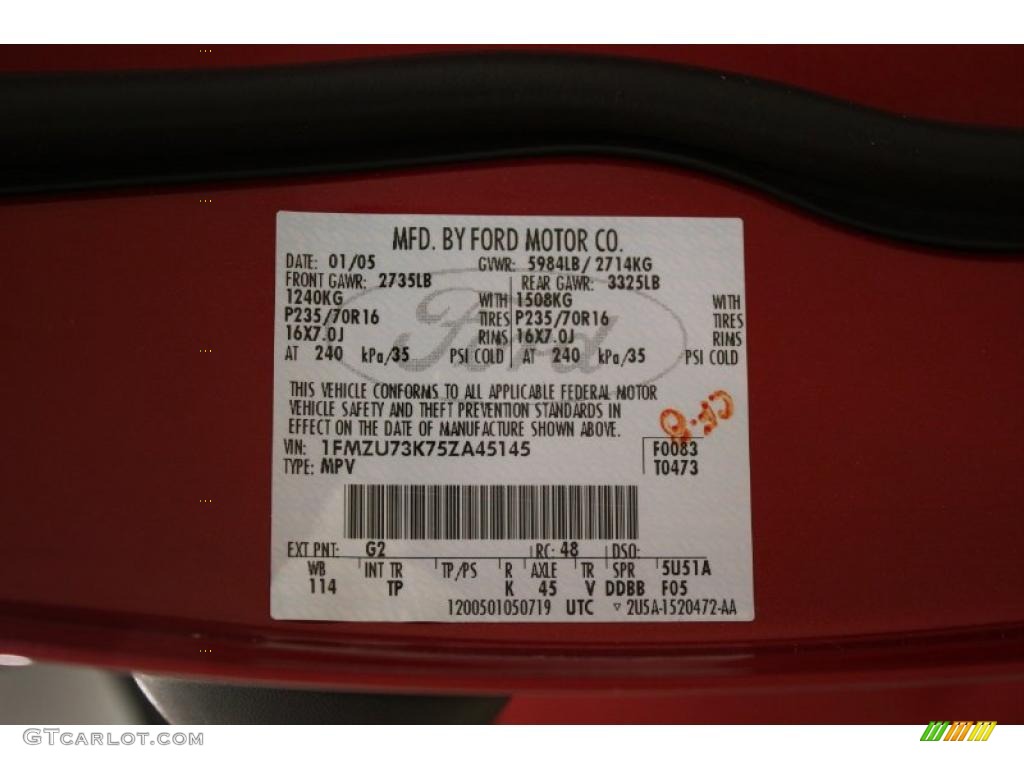 MFD. BY FORD MOTOR CO.
DATE: 01/05 GVWR: 5984LB/ 2714KG
FRONT GAWR: 2735LB REAR GAWR: 3325LB
1240KG WITH 1508KG WITH
P235/70R16 TIRES P235/70R16 TIRES
16X7.0J RIMS 16X7.0J RIMS
AT 240 kPa/35 PSI COLD AT 240 kPa/35 PSI COLD
Ford
THIS VEHICLE CONFORMS TO ALL APPLICABLE FEDERAL MOTOR
VEHICLE SAFETY AND THEFT PREVENTION STANDARDS IN
EFFECT ON THE DATE OF MANUFACTURE SHOWN ABOVE.
VIN: 1FMZU73K75ZA45145 F0083
TYPE: MPV T0473
EXT PNT: G2 RC: 48 DSO:
WB INT TR TP/PS R AXLE TR SPR 5U51A
114 TP K 45 V DDBB F05
1200501050719 UTC ▿ 2U5A-1520472-AA
GTCARLOT.COM